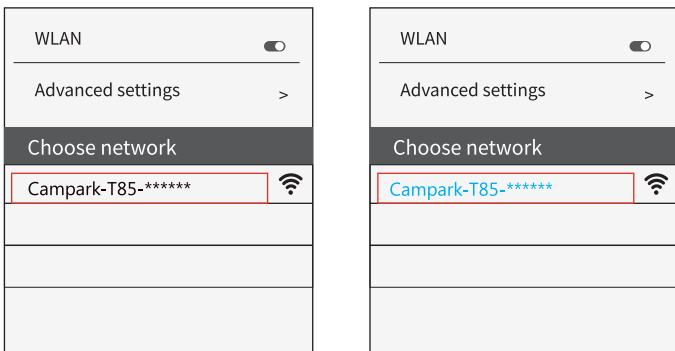 WLAN
Advanced settings >
Choose network
Campark-T85-******
WLAN
Advanced settings >
Choose network
Campark-T85-******